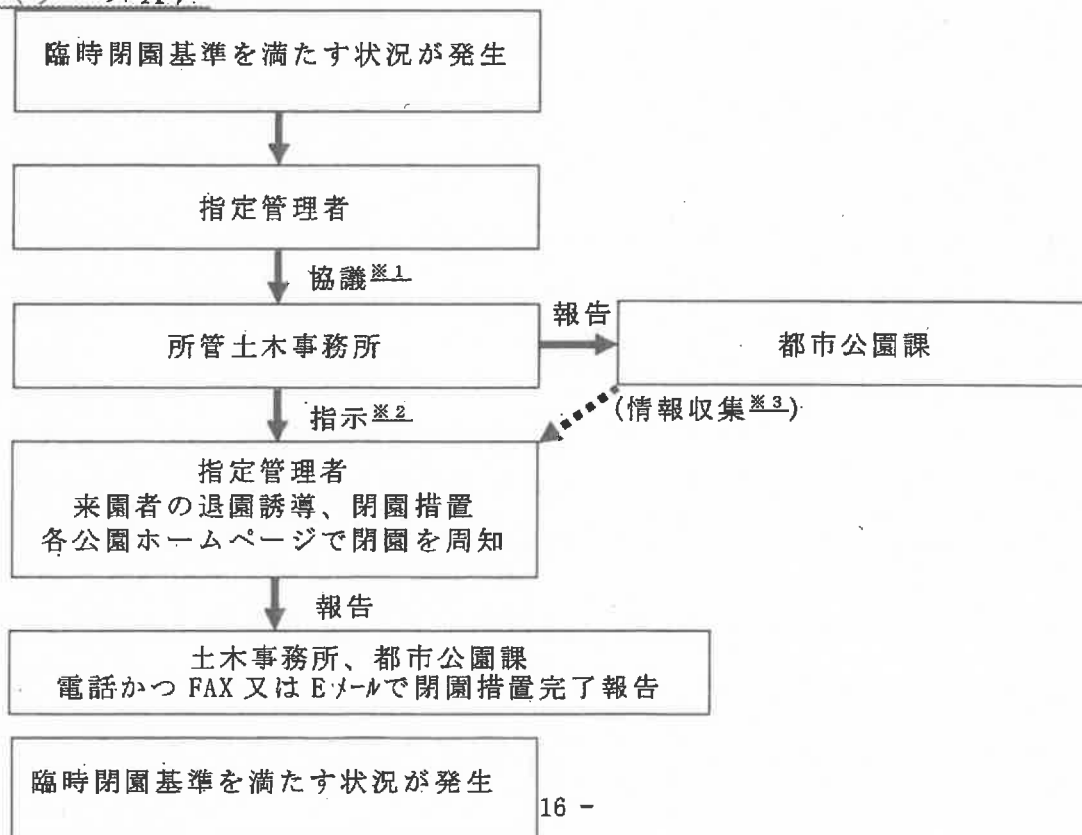 臨時閉園基準を満たす状況が発生
指定管理者
協議※1
所管土木事務所
報告
都市公園課
指示※2
(情報収集※3)
指定管理者
来園者の退園誘導、閉園措置
各公園ホームページで閉園を周知
報告
土木事務所、都市公園課
電話かつ FAX 又は Eメールで閉園措置完了報告
臨時閉園基準を満たす状況が発生
16 -